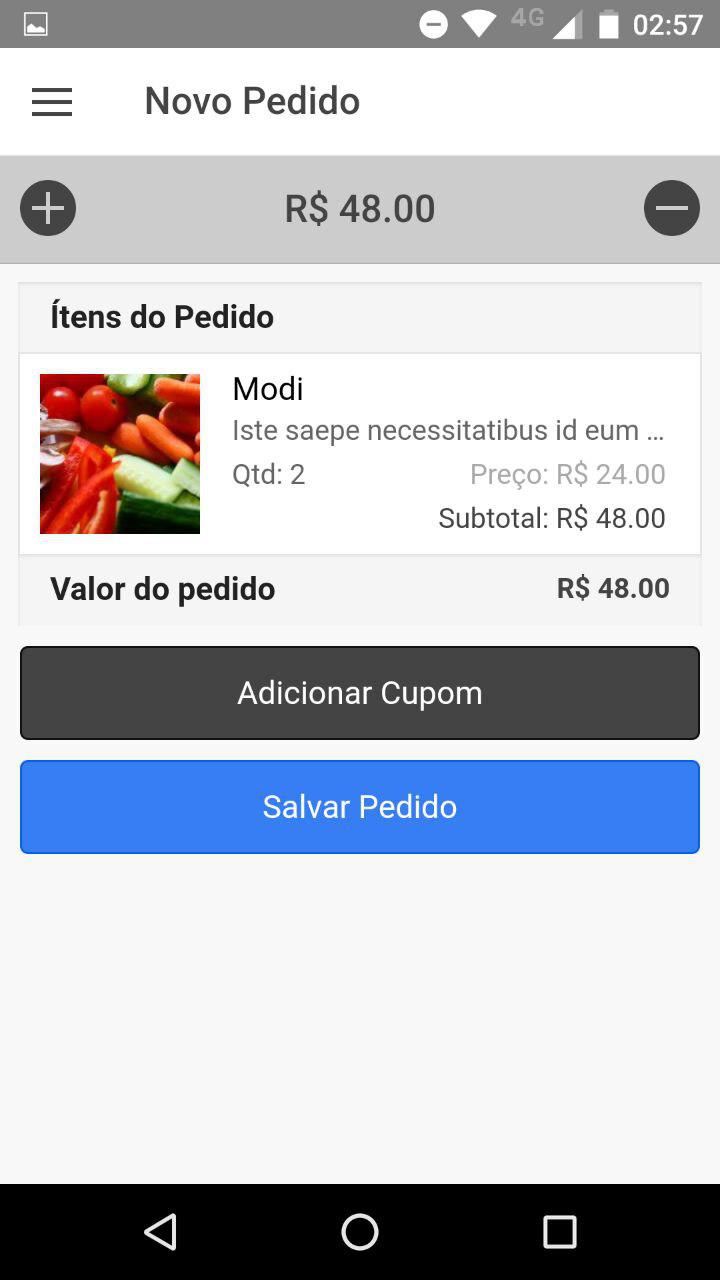 4G 02:57
Novo Pedido
R$ 48.00
Ítens do Pedido
Modi
Iste saepe necessitatibus id eum ...
Qtd: 2 Preço: R$ 24.00
Subtotal: R$ 48.00
Valor do pedido R$ 48.00
Adicionar Cupom
Salvar Pedido